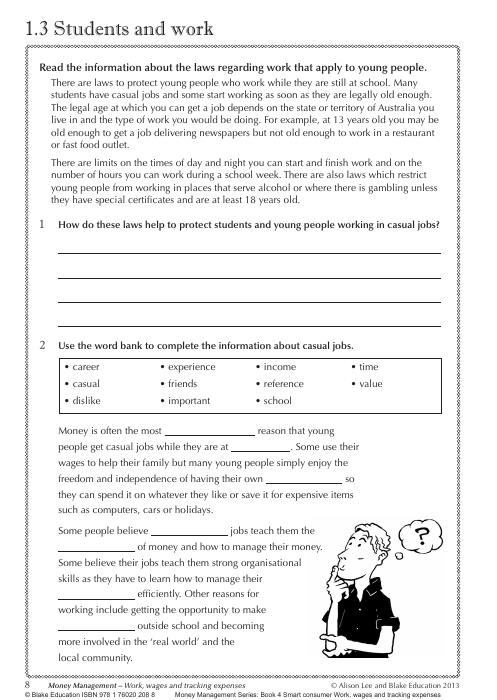 1.3 Students and work
Read the information about the laws regarding work that apply to young people.
There are laws to protect young people who work while they are still at school. Many
students have casual jobs and some start working as soon as they are legally old enough.
The legal age at which you can get a job depends on the state or territory of Australia you
live in and the type of work you would be doing. For example, at 13 years old you may be
old enough to get a job delivering newspapers but not old enough to work in a restaurant
or fast food outlet.
There are limits on the times of day and night you can start and finish work and on the
number of hours you can work during a school week. There are also laws which restrict
young people from working in places that serve alcohol or where there is gambling unless
they have special certificates and are at least 18 years old.
1 How do these laws help to protect students and young people working in casual jobs?
2 Use the word bank to complete the information about casual jobs.
• career • experience • income • time
• casual • friends • reference • value
• dislike • important • school
Money is often the most ____________ reason that young
people get casual jobs while they are at ____________. Some use their
wages to help their family but many young people simply enjoy the
freedom and independence of having their own ____________ so
they can spend it on whatever they like or save it for expensive items
such as computers, cars or holidays.
Some people believe ____________ jobs teach them the
____________ of money and how to manage their money.
Some believe their jobs teach them strong organisational
skills as they have to learn how to manage their
____________ efficiently. Other reasons for
working include getting the opportunity to make
____________ outside school and becoming
more involved in the ‘real world’ and the
local community.
?
8 Money Management – Work, wages and tracking expenses © Alison Lee and Blake Education 2013
© Blake Education ISBN 978 1 76020 208 8 Money Management Series: Book 4 Smart consumer Work, wages and tracking expenses